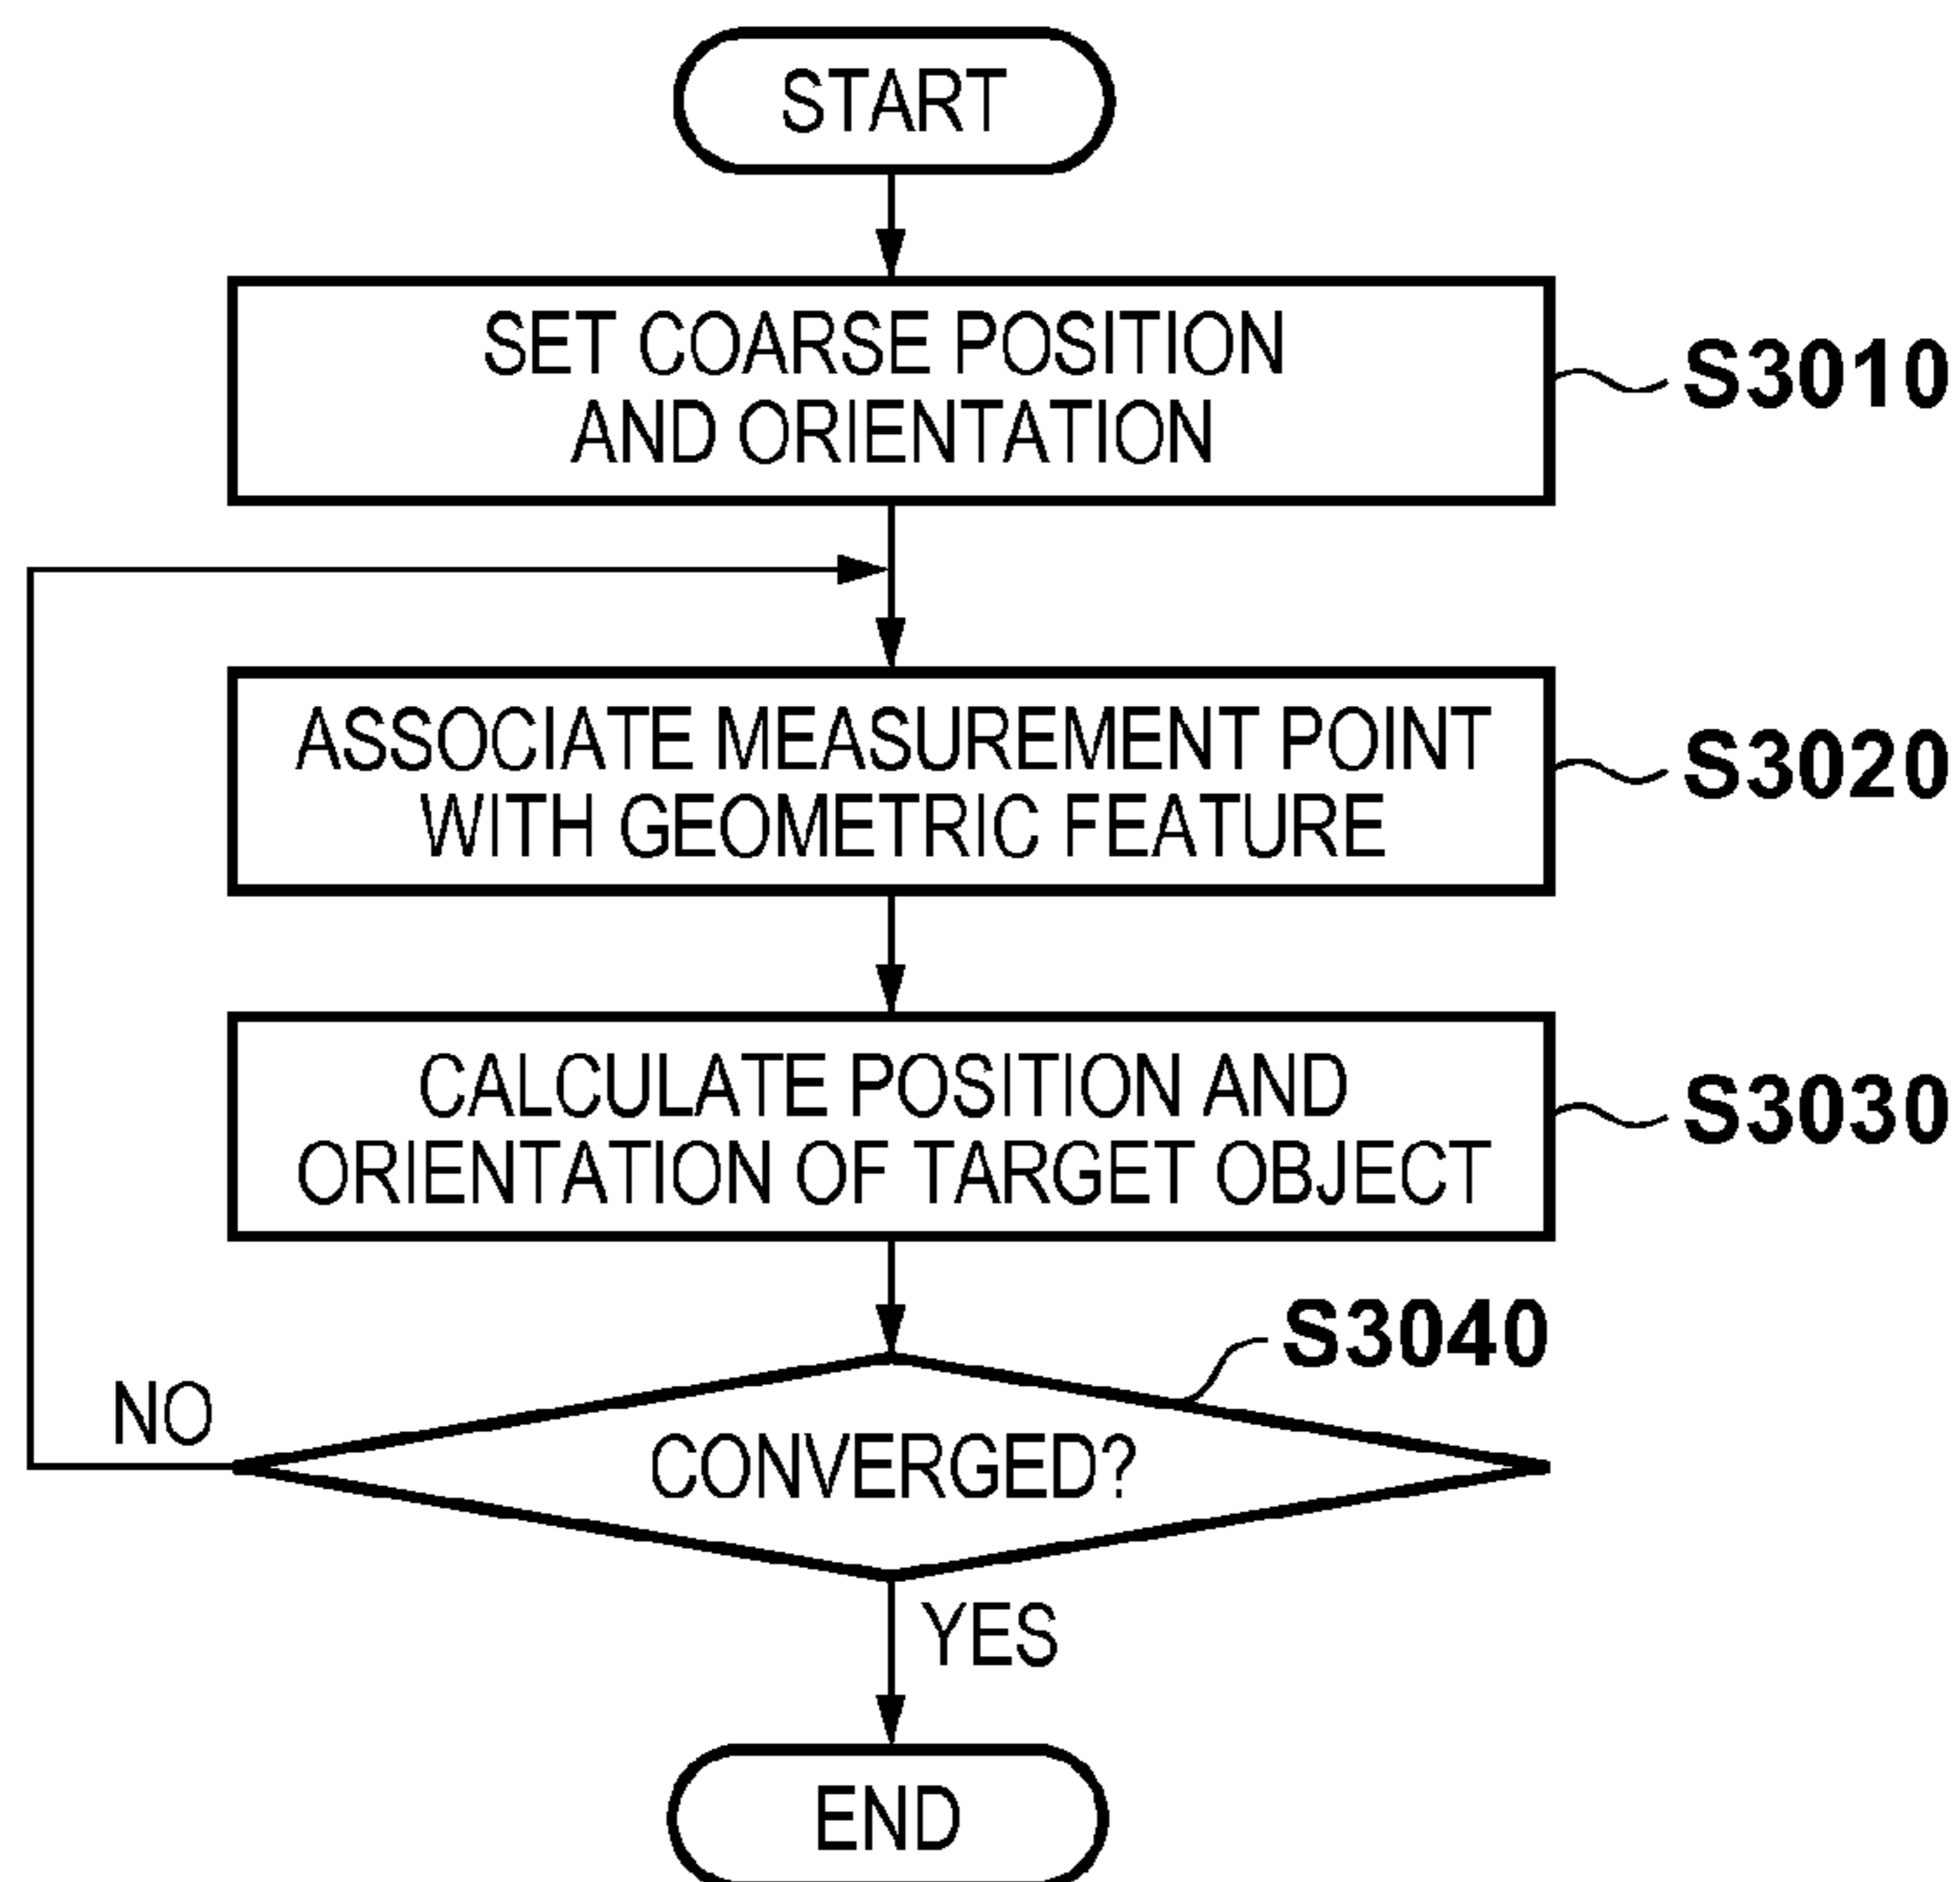 START
SET COARSE POSITION
AND ORIENTATION
S3010
ASSOCIATE MEASUREMENT POINT
WITH GEOMETRIC FEATURE
S3020
CALCULATE POSITION AND
ORIENTATION OF TARGET OBJECT
S3030
S3040
NO
CONVERGED?
YES
END